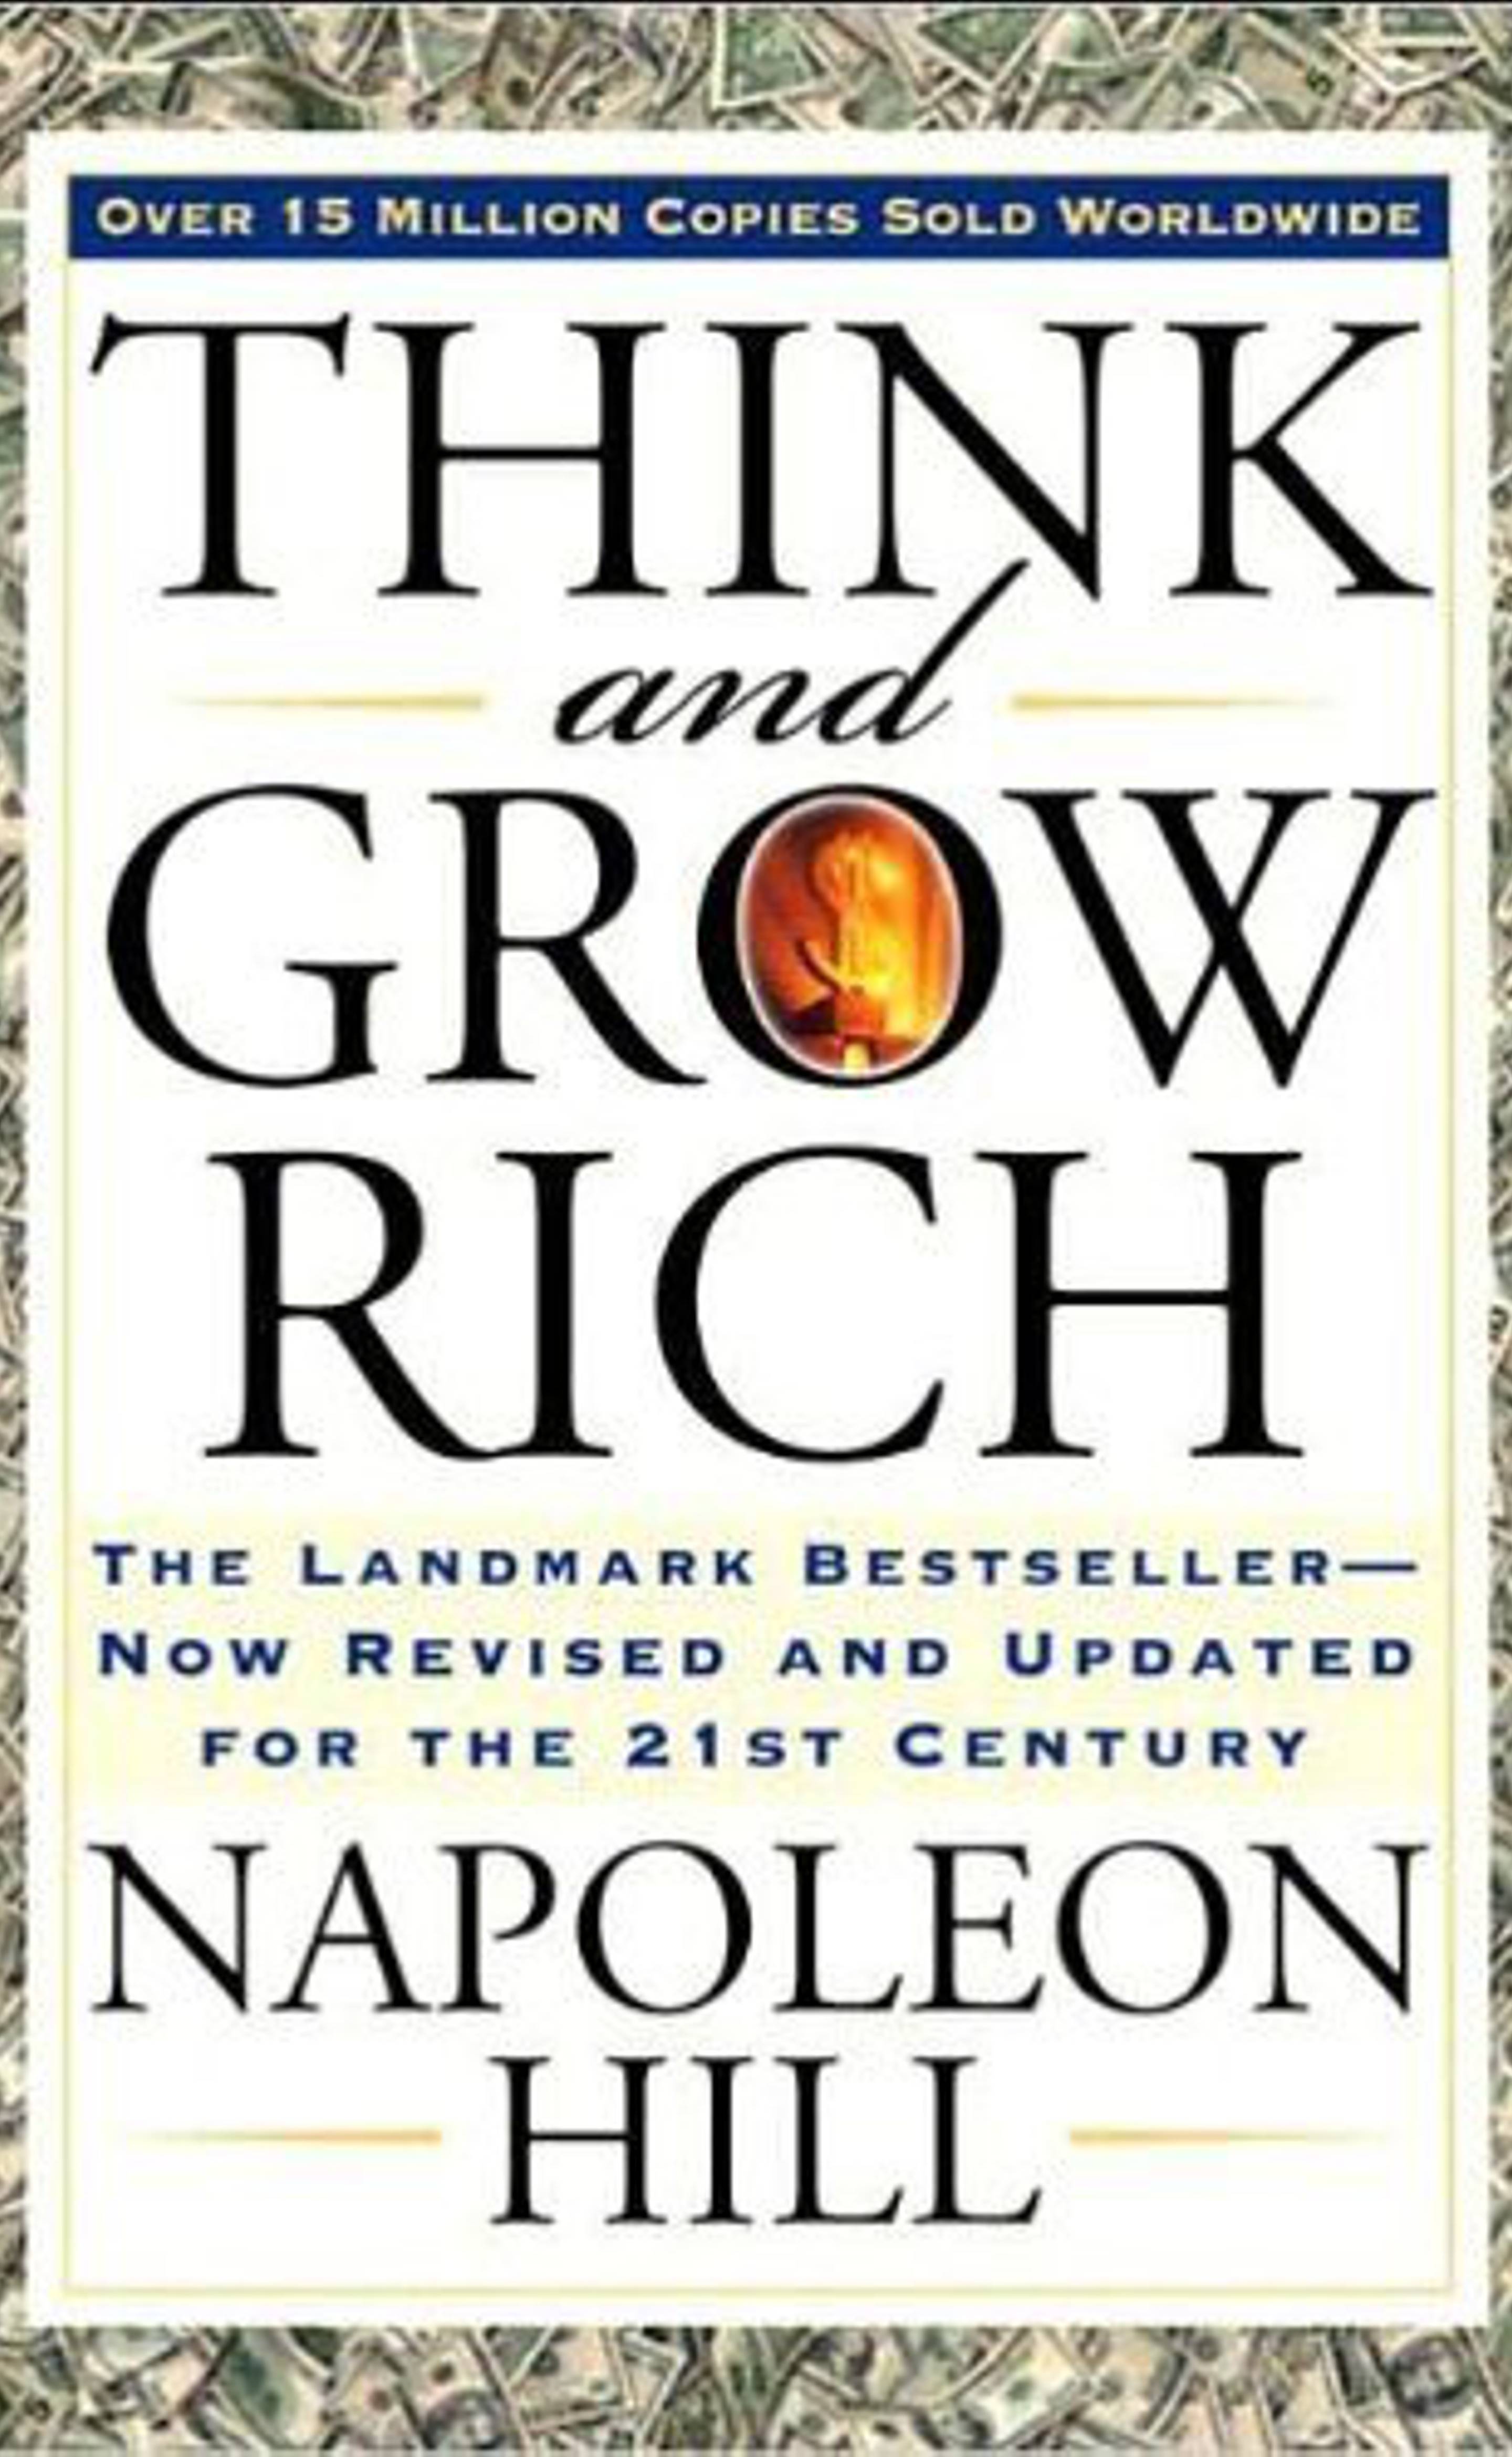 OVER 15 MILLION COPIES SOLD WORLDWIDE
THINK
and
GROW
RICH
THE LANDMARK BESTSELLER—
NOW REVISED AND UPDATED
FOR THE 21ST CENTURY
NAPOLEON
HILL